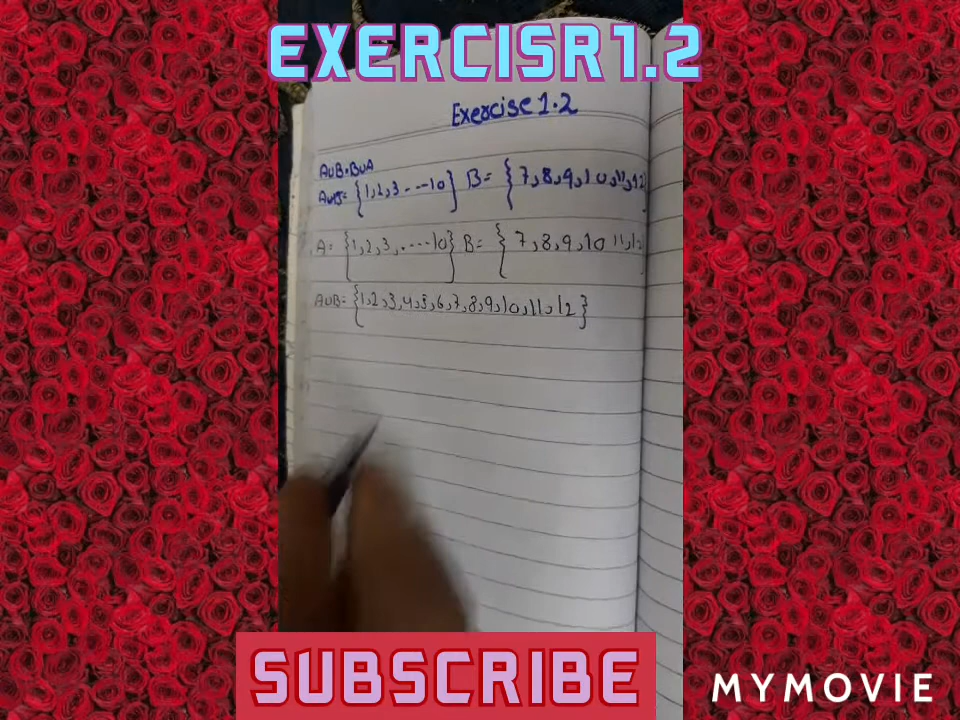 EXERCISR1.2
Exercise 1.2
AUB=BUA
AUB= {1,2,3 ----10} B= {7,8,9,10,11,12}
A= {1,2,3,.----10} B= { 7,8,9,10 11,12
AUB= {1,2,3,4,5,6,7,8,9,10,11,12 }
SUBSCRIBE
MYMOVIE